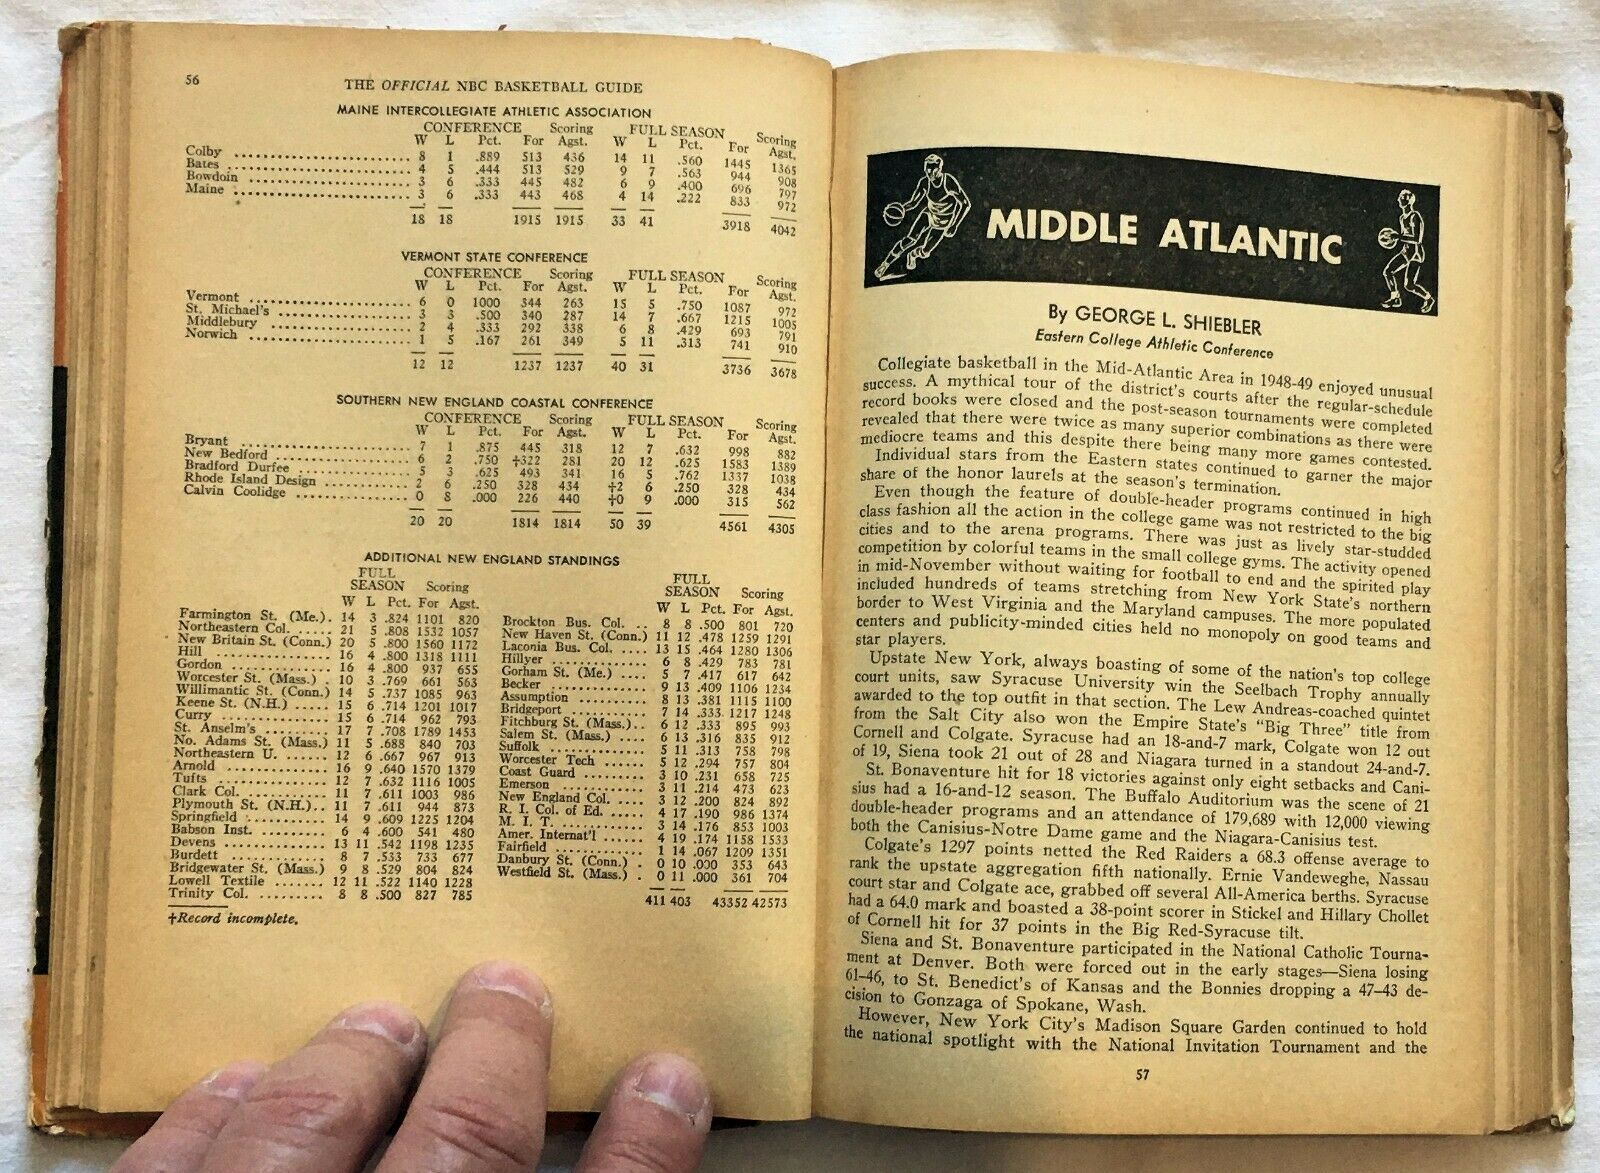 56
THE OFFICIAL NBC BASKETBALL GUIDE
MAINE INTERCOLLEGIATE ATHLETIC ASSOCIATION
CONFERENCE Scoring FULL SEASON Scoring
W L Pct. For Agst. W L Pct. For Agst.
Colby 8 1 .889 513 436 14 11 .560 1445 1365
Bates 4 5 .444 513 529 9 7 .563 944 908
Bowdoin 3 6 .333 445 482 6 9 .400 696 797
Maine 3 6 .333 443 468 4 14 .222 833 972
18 18 1915 1915 33 41 3918 4042
VERMONT STATE CONFERENCE
CONFERENCE Scoring FULL SEASON Scoring
W L Pct. For Agst. W L Pct. For Agst.
Vermont 6 0 1000 344 263 15 5 .750 1087 972
St. Michael's 3 3 .500 340 287 14 7 .667 1215 1005
Middlebury 2 4 .333 292 338 6 8 .429 693 791
Norwich 1 5 .167 261 349 5 11 .313 741 910
12 12 1237 1237 40 31 3736 3678
SOUTHERN NEW ENGLAND COASTAL CONFERENCE
CONFERENCE Scoring FULL SEASON Scoring
W L Pct. For Agst. W L Pct. For Agst.
Bryant 7 1 .875 445 318 12 7 .632 998 882
New Bedford 6 2 .750 †322 281 20 12 .625 1583 1389
Bradford Durfee 5 3 .625 493 341 16 5 .762 1337 1038
Rhode Island Design 2 6 .250 328 434 †2 6 .250 328 434
Calvin Coolidge 0 8 .000 226 440 †0 9 .000 315 562
20 20 1814 1814 50 39 4561 4305
ADDITIONAL NEW ENGLAND STANDINGS
FULL
SEASON Scoring
W L Pct. For Agst.
Farmington St. (Me.). 14 3 .824 1101 820
Northeastern Col. 21 5 .808 1532 1057
New Britain St. (Conn.) 20 5 .800 1560 1172
Hill 16 4 .800 1318 1111
Gordon 16 4 .800 937 655
Worcester St. (Mass.) . 10 3 .769 661 563
Willimantic St. (Conn.) 14 5 .737 1085 963
Keene St. (N.H.) 15 6 .714 1201 1017
Curry 15 6 .714 962 793
St. Anselm's 17 7 .708 1789 1453
No. Adams St. (Mass.) 11 5 .688 840 703
Northeastern U. 12 6 .667 967 913
Arnold 16 9 .640 1570 1379
Tufts 12 7 .632 1116 1005
Clark Col. 11 7 .611 1003 986
Plymouth St. (N.H.).. 11 7 .611 944 873
Springfield 14 9 .609 1225 1204
Babson Inst. 6 4 .600 541 480
Devens 13 11 .542 1198 1235
Burdett 8 7 .533 733 677
Bridgewater St. (Mass.) 9 8 .529 804 824
Lowell Textile 12 11 .522 1140 1228
Trinity Col. 8 8 .500 827 785
†Record incomplete.
FULL
SEASON Scoring
W L Pct. For Agst.
Brockton Bus. Col. .. 8 8 .500 801 720
New Haven St. (Conn.) 11 12 .478 1259 1291
Laconia Bus. Col. .... 13 15 .464 1280 1306
Hillyer 6 8 .429 783 781
Gorham St. (Me.) .... 5 7 .417 617 642
Becker 9 13 .409 1106 1234
Assumption 8 13 .381 1115 1100
Bridgeport 7 14 .333 1217 1248
Fitchburg St. (Mass.).. 6 12 .333 895 993
Salem St. (Mass.) .... 6 13 .316 835 912
Suffolk 5 11 .313 758 798
Worcester Tech 5 12 .294 757 804
Coast Guard 3 10 .231 658 725
Emerson 3 11 .214 473 623
New England Col. .... 3 12 .200 824 892
R. I. Col. of Ed. .... 4 17 .190 986 1374
M. I. T. 3 14 .176 853 1003
Amer. Internat'l .... 4 19 .174 1158 1533
Fairfield 1 14 .067 1209 1351
Danbury St. (Conn.) .. 0 10 .000 353 643
Westfield St. (Mass.) . 0 11 .000 361 704
411 403 43352 42573
MIDDLE ATLANTIC
By GEORGE L. SHIEBLER
Eastern College Athletic Conference
Collegiate basketball in the Mid-Atlantic Area in 1948-49 enjoyed unusual
success. A mythical tour of the district's courts after the regular-schedule
record books were closed and the post-season tournaments were completed
revealed that there were twice as many superior combinations as there were
mediocre teams and this despite there being many more games contested.
Individual stars from the Eastern states continued to garner the major
share of the honor laurels at the season's termination.
Even though the feature of double-header programs continued in high
class fashion all the action in the college game was not restricted to the big
cities and to the arena programs. There was just as lively star-studded
competition by colorful teams in the small college gyms. The activity opened
in mid-November without waiting for football to end and the spirited play
included hundreds of teams stretching from New York State's northern
border to West Virginia and the Maryland campuses. The more populated
centers and publicity-minded cities held no monopoly on good teams and
star players.
Upstate New York, always boasting of some of the nation's top college
court units, saw Syracuse University win the Seelbach Trophy annually
awarded to the top outfit in that section. The Lew Andreas-coached quintet
from the Salt City also won the Empire State's "Big Three" title from
Cornell and Colgate. Syracuse had an 18-and-7 mark, Colgate won 12 out
of 19, Siena took 21 out of 28 and Niagara turned in a standout 24-and-7.
St. Bonaventure hit for 18 victories against only eight setbacks and Cani-
sius had a 16-and-12 season. The Buffalo Auditorium was the scene of 21
double-header programs and an attendance of 179,689 with 12,000 viewing
both the Canisius-Notre Dame game and the Niagara-Canisius test.
Colgate's 1297 points netted the Red Raiders a 68.3 offense average to
rank the upstate aggregation fifth nationally. Ernie Vandeweghe, Nassau
court star and Colgate ace, grabbed off several All-America berths. Syracuse
had a 64.0 mark and boasted a 38-point scorer in Stickel and Hillary Chollet
of Cornell hit for 37 points in the Big Red-Syracuse tilt.
Siena and St. Bonaventure participated in the National Catholic Tourna-
ment at Denver. Both were forced out in the early stages—Siena losing
61-46, to St. Benedict's of Kansas and the Bonnies dropping a 47-43 de-
cision to Gonzaga of Spokane, Wash.
However, New York City's Madison Square Garden continued to hold
the national spotlight with the National Invitation Tournament and the
57